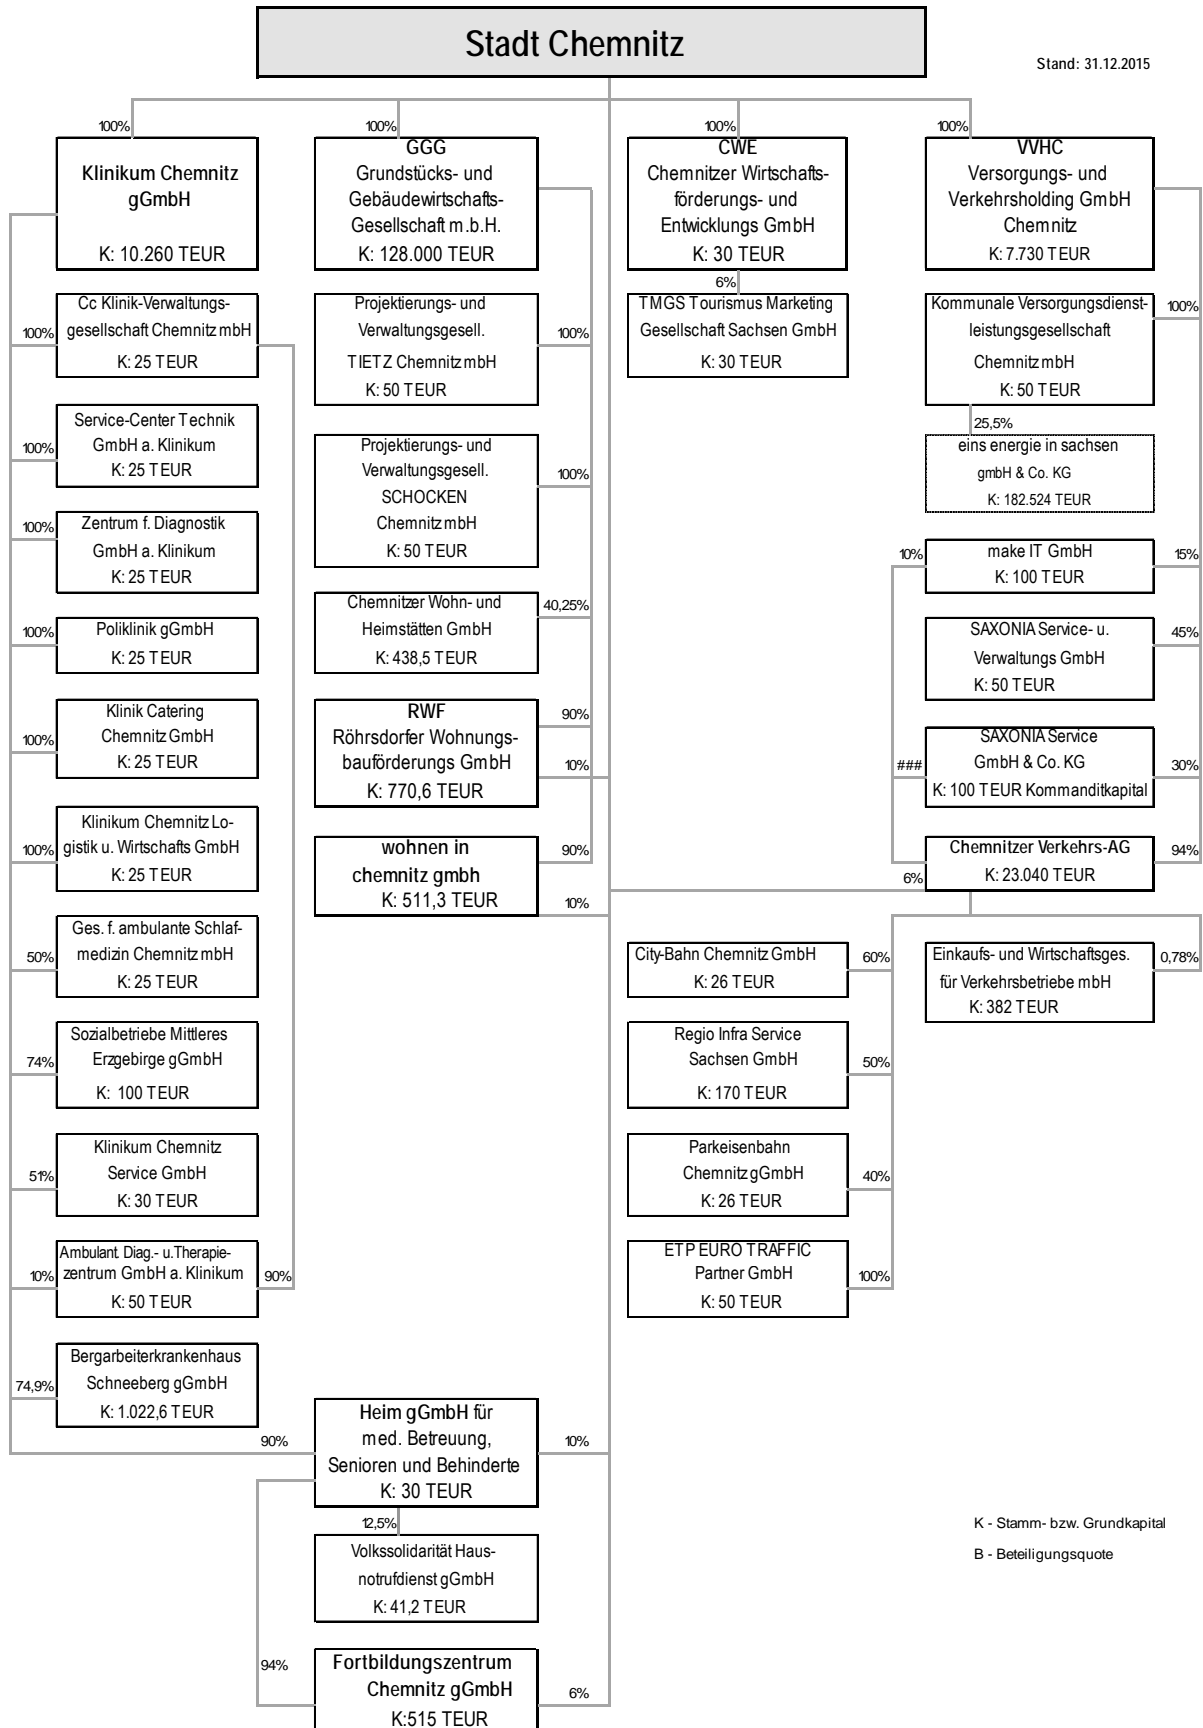 Stadt Chemnitz
Stand: 31.12.2015
100%
Klinikum Chemnitz
gGmbH
K: 10.260 TEUR
100%
Cc Klinik-Verwaltungs-
gesellschaft Chemnitz mbH
K: 25 TEUR
100%
Service-Center Technik
GmbH a. Klinikum
K: 25 TEUR
100%
Zentrum f. Diagnostik
GmbH a. Klinikum
K: 25 TEUR
100%
Poliklinik gGmbH
K: 25 TEUR
100%
Klinik Catering
Chemnitz GmbH
K: 25 TEUR
100%
Klinikum Chemnitz Lo-
gistik u. Wirtschafts GmbH
K: 25 TEUR
50%
Ges. f. ambulante Schlaf-
medizin Chemnitz mbH
K: 25 TEUR
74%
Sozialbetriebe Mittleres
Erzgebirge gGmbH
K: 100 TEUR
51%
Klinikum Chemnitz
Service GmbH
K: 30 TEUR
10%
Ambulant. Diag.- u.Therapie-
zentrum GmbH a. Klinikum
K: 50 TEUR
90%
74,9%
Bergarbeiterkrankenhaus
Schneeberg gGmbH
K: 1.022,6 TEUR
100%
GGG
Grundstücks- und
Gebäudewirtschafts-
Gesellschaft m.b.H.
K: 128.000 TEUR
Projektierungs- und
Verwaltungsgesell.
TIETZ Chemnitz mbH
K: 50 TEUR
100%
Projektierungs- und
Verwaltungsgesell.
SCHOCKEN
Chemnitz mbH
K: 50 TEUR
100%
Chemnitzer Wohn- und
Heimstätten GmbH
K: 438,5 TEUR
40,25%
RWF
Röhrsdorfer Wohnungs-
bauförderungs GmbH
K: 770,6 TEUR
90%
10%
wohnen in
chemnitz gmbh
K: 511,3 TEUR
90%
10%
90%
Heim gGmbH für
med. Betreuung,
Senioren und Behinderte
K: 30 TEUR
10%
12,5%
Volkssolidarität Haus-
notrufdienst gGmbH
K: 41,2 TEUR
94%
Fortbildungszentrum
Chemnitz gGmbH
K:515 TEUR
6%
100%
CWE
Chemnitzer Wirtschafts-
förderungs- und
Entwicklungs GmbH
K: 30 TEUR
6%
TMGS Tourismus Marketing
Gesellschaft Sachsen GmbH
K: 30 TEUR
100%
VVHC
Versorgungs- und
Verkehrsholding GmbH
Chemnitz
K: 7.730 TEUR
Kommunale Versorgungsdienst-
leistungsgesellschaft
Chemnitz mbH
K: 50 TEUR
100%
25,5%
eins energie in sachsen
gmbH & Co. KG
K: 182.524 TEUR
10%
make IT GmbH
K: 100 TEUR
15%
SAXONIA Service- u.
Verwaltungs GmbH
K: 50 TEUR
45%
###
SAXONIA Service
GmbH & Co. KG
K: 100 TEUR Kommanditkapital
30%
Chemnitzer Verkehrs-AG
K: 23.040 TEUR
94%
6%
City-Bahn Chemnitz GmbH
K: 26 TEUR
60%
Einkaufs- und Wirtschaftsges.
für Verkehrsbetriebe mbH
K: 382 TEUR
0,78%
Regio Infra Service
Sachsen GmbH
K: 170 TEUR
50%
Parkeisenbahn
Chemnitz gGmbH
K: 26 TEUR
40%
ETP EURO TRAFFIC
Partner GmbH
K: 50 TEUR
100%
K - Stamm- bzw. Grundkapital
B - Beteiligungsquote